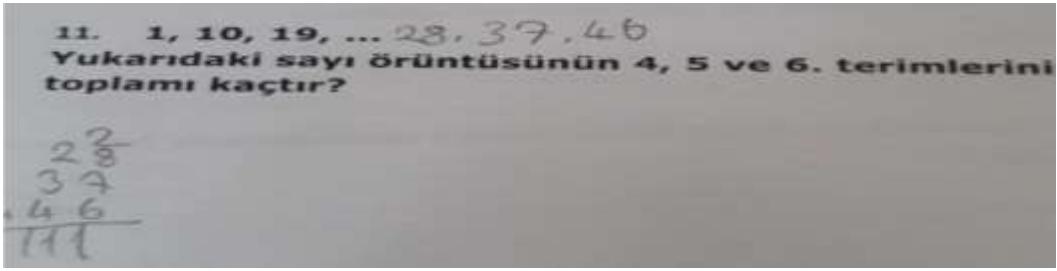 11. 1, 10, 19, ... 28. 37. 46
Yukarıdaki sayı örüntüsünün 4, 5 ve 6. terimlerini
toplamı kaçtır?
2
28
37
. 46
111